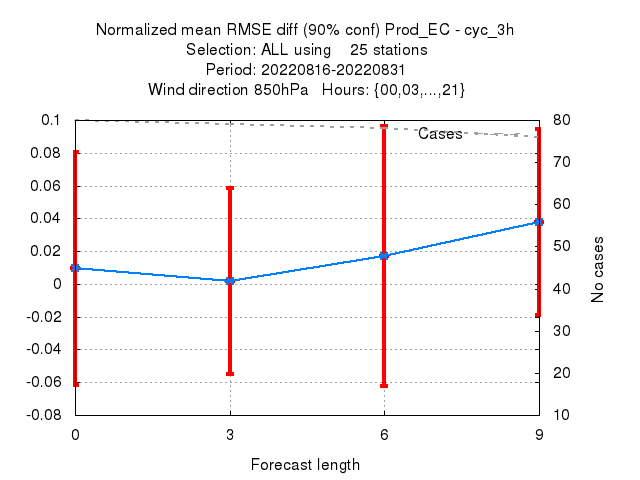 Normalized mean RMSE diff (90% conf) Prod_EC - cyc_3h
Selection: ALL using    25 stations
Period: 20220816-20220831
Wind direction 850hPa   Hours: {00,03,...,21}
0.1
0.08
0.06
0.04
0.02
0
-0.02
-0.04
-0.06
-0.08
Cases
80
70
60
50
40
30
20
10
No cases
0 3 6 9
Forecast length